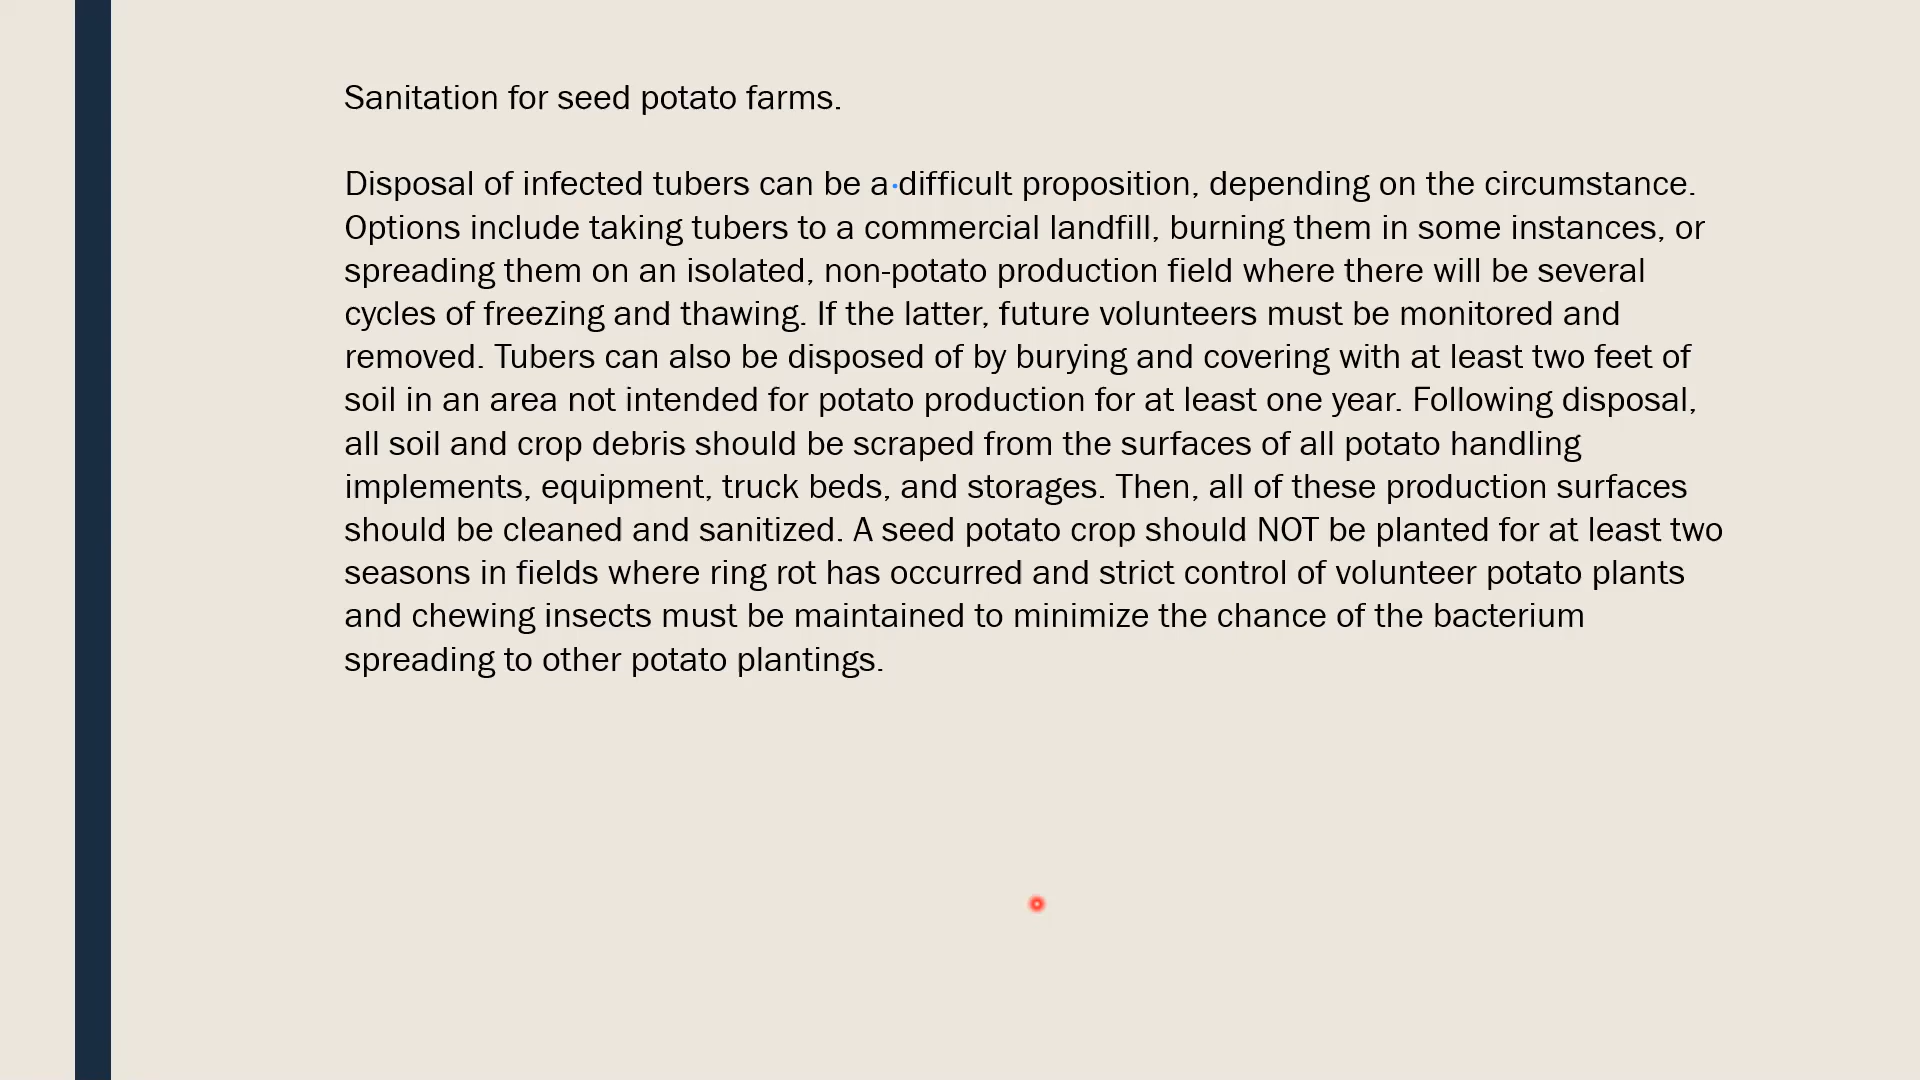 Sanitation for seed potato farms.
Disposal of infected tubers can be a difficult proposition, depending on the circumstance.
Options include taking tubers to a commercial landfill, burning them in some instances, or
spreading them on an isolated, non-potato production field where there will be several
cycles of freezing and thawing. If the latter, future volunteers must be monitored and
removed. Tubers can also be disposed of by burying and covering with at least two feet of
soil in an area not intended for potato production for at least one year. Following disposal,
all soil and crop debris should be scraped from the surfaces of all potato handling
implements, equipment, truck beds, and storages. Then, all of these production surfaces
should be cleaned and sanitized. A seed potato crop should NOT be planted for at least two
seasons in fields where ring rot has occurred and strict control of volunteer potato plants
and chewing insects must be maintained to minimize the chance of the bacterium
spreading to other potato plantings.